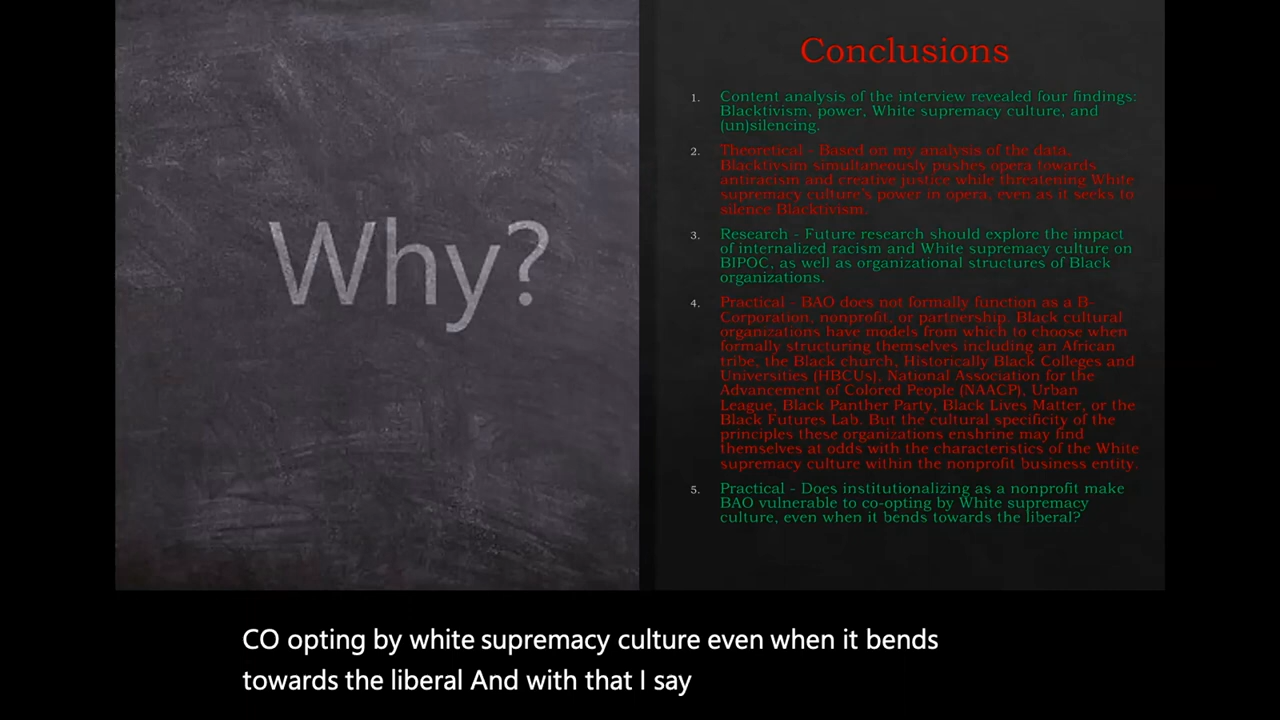 Why?
Conclusions
1. Content analysis of the interview revealed four findings:
Blacktivism, power, White supremacy culture, and
(un)silencing.
2. Theoretical - Based on my analysis of the data,
Blacktivsim simultaneously pushes opera towards
antiracism and creative justice while threatening White
supremacy culture's power in opera, even as it seeks to
silence Blacktivism.
3. Research - Future research should explore the impact
of internalized racism and White supremacy culture on
BIPOC, as well as organizational structures of Black
organizations.
4. Practical - BAO does not formally function as a B-
Corporation, nonprofit, or partnership. Black cultural
organizations have models from which to choose when
formally structuring themselves including an African
tribe, the Black church, Historically Black Colleges and
Universities (HBCUs), National Association for the
Advancement of Colored People (NAACP), Urban
League, Black Panther Party, Black Lives Matter, or the
Black Futures Lab. But the cultural specificity of the
principles these organizations enshrine may find
themselves at odds with the characteristics of the White
supremacy culture within the nonprofit business entity.
5. Practical - Does institutionalizing as a nonprofit make
BAO vulnerable to co-opting by White supremacy
culture, even when it bends towards the liberal?
CO opting by white supremacy culture even when it bends
towards the liberal And with that I say